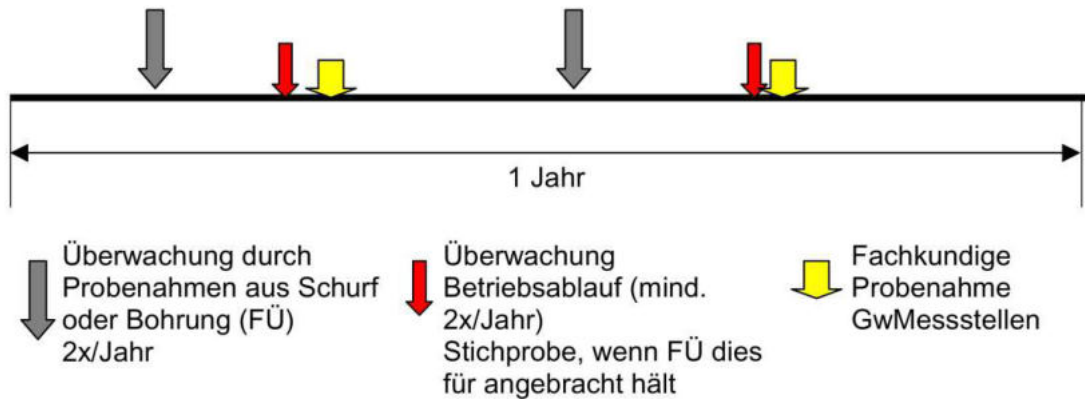 1 Jahr
Überwachung durch
Probenahmen aus Schurf
oder Bohrung (FÜ)
2x/Jahr
Überwachung
Betriebsablauf (mind.
2x/Jahr)
Stichprobe, wenn FÜ dies
für angebracht hält
Fachkundige
Probenahme
GwMessstellen